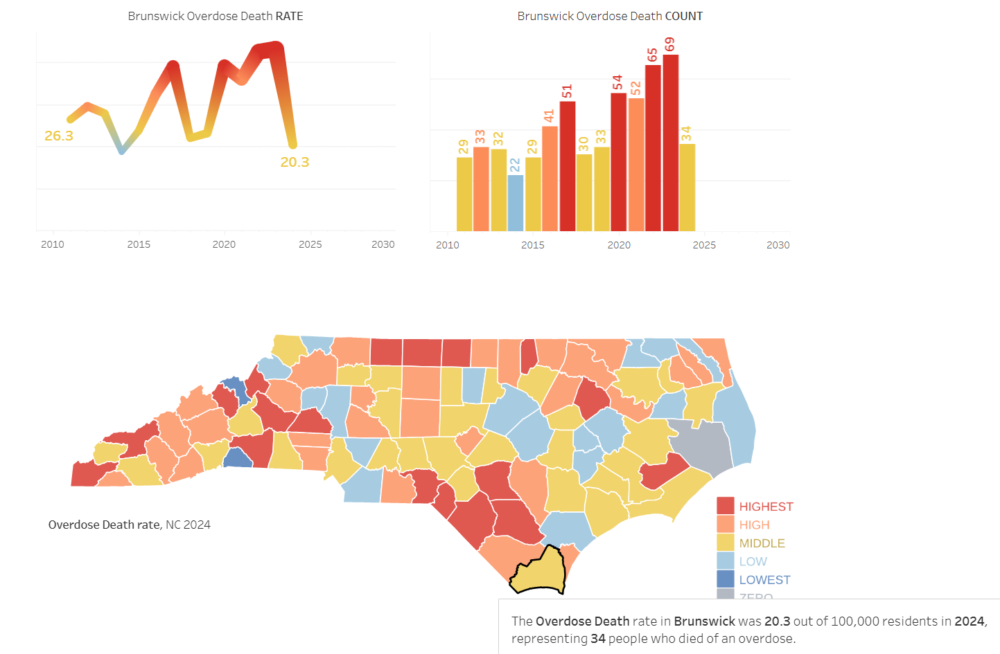 Brunswick Overdose Death RATE
26.3
20.3
2010 2015 2020 2025 2030
Brunswick Overdose Death COUNT
29 33 32 22 29 41 51 30 33 54 52 65 69 34
2010 2015 2020 2025 2030
Overdose Death rate, NC 2024
HIGHEST
HIGH
MIDDLE
LOW
LOWEST
ZERO
The Overdose Death rate in Brunswick was 20.3 out of 100,000 residents in 2024,
representing 34 people who died of an overdose.